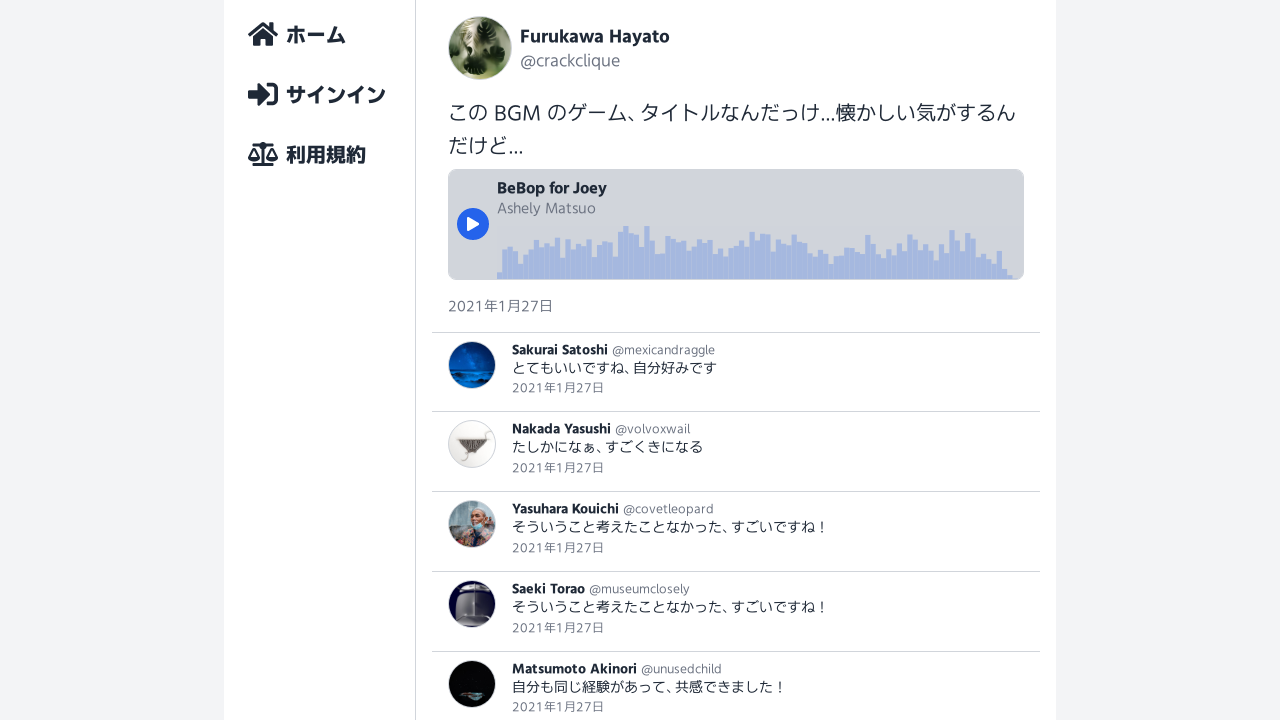 ホーム
サインイン
利用規約
Furukawa Hayato
@crackclique
この BGM のゲーム、タイトルなんだっけ...懐かしい気がするん
だけど...
BeBop for Joey
Ashely Matsuo
2021年1月27日
Sakurai Satoshi @mexicandraggle
とてもいいですね、自分好みです
2021年1月27日
Nakada Yasushi @volvoxwail
たしかになぁ、すごくきになる
2021年1月27日
Yasuhara Kouichi @covetleopard
そういうこと考えたことなかった、すごいですね！
2021年1月27日
Saeki Torao @museumclosely
そういうこと考えたことなかった、すごいですね！
2021年1月27日
Matsumoto Akinori @unusedchild
自分も同じ経験があって、共感できました！
2021年1月27日